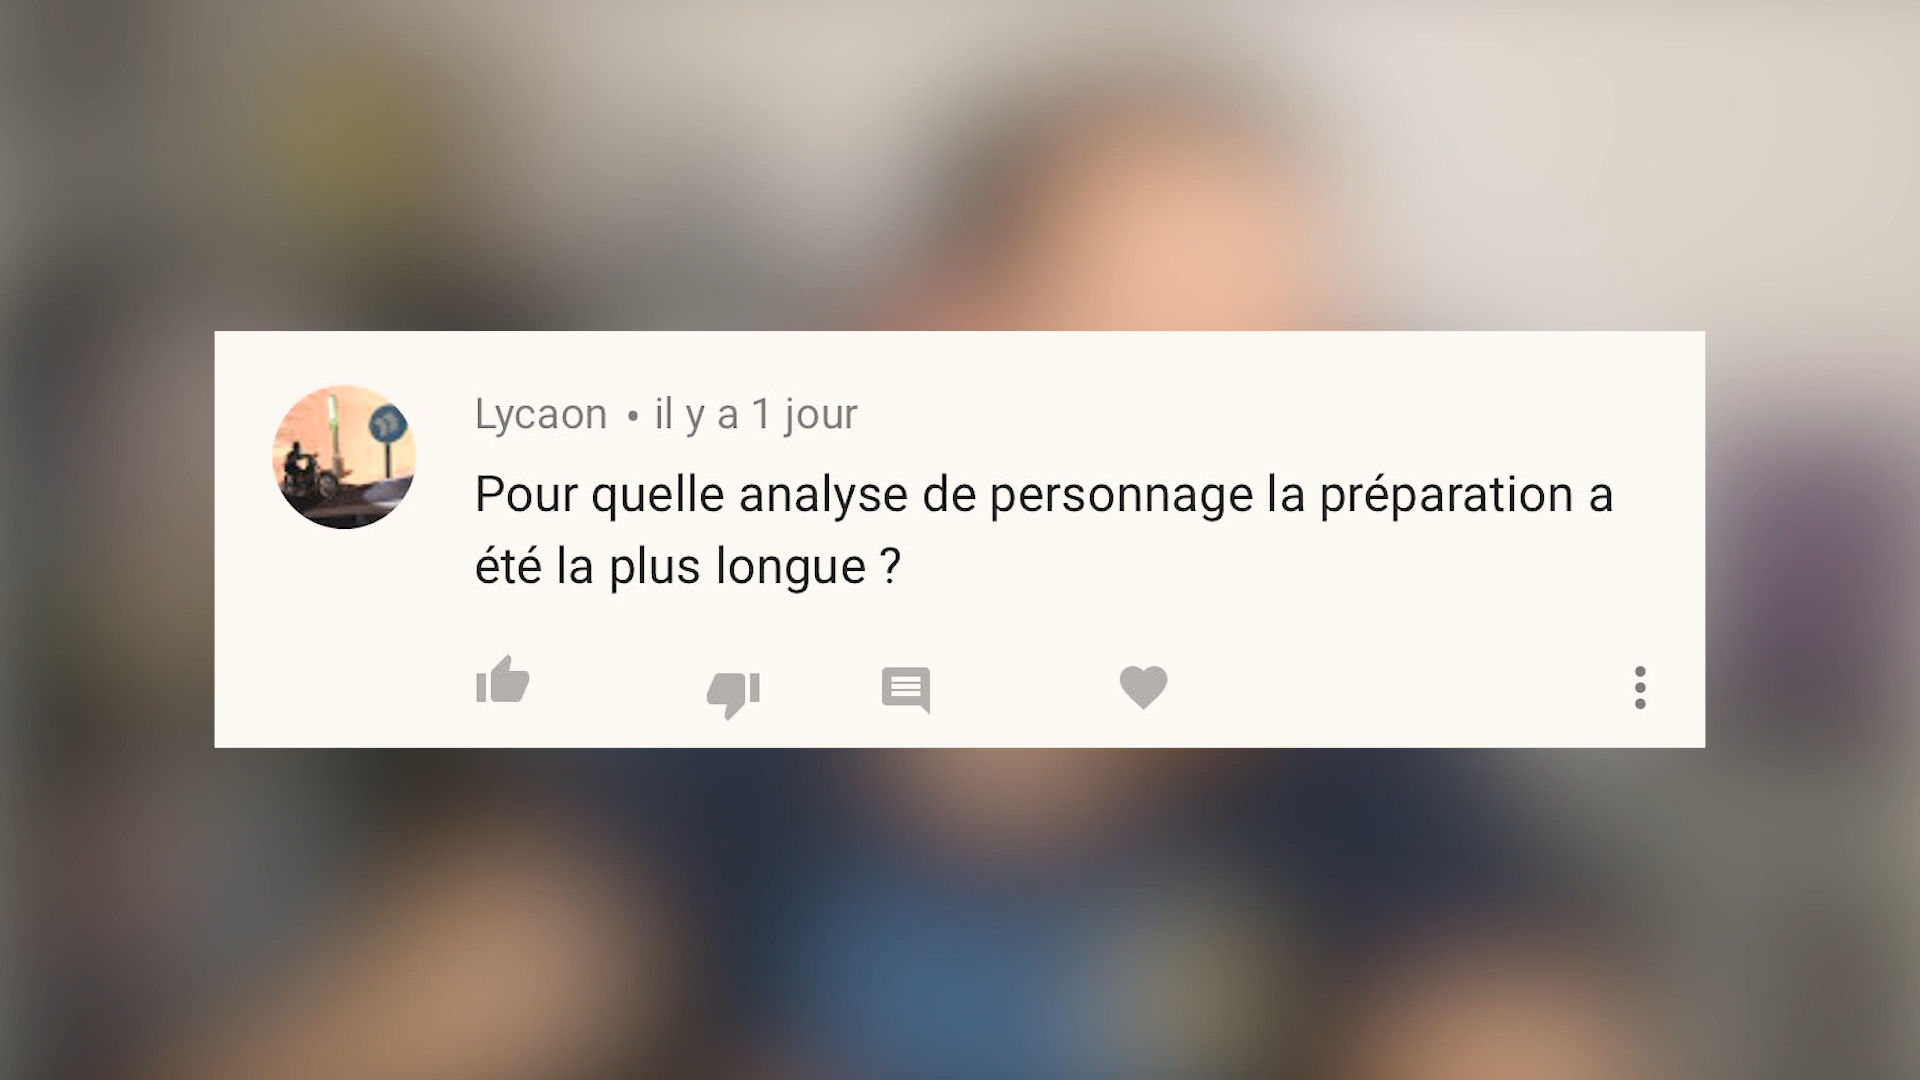 Lycaon • il y a 1 jour
Pour quelle analyse de personnage la préparation a
été la plus longue ?